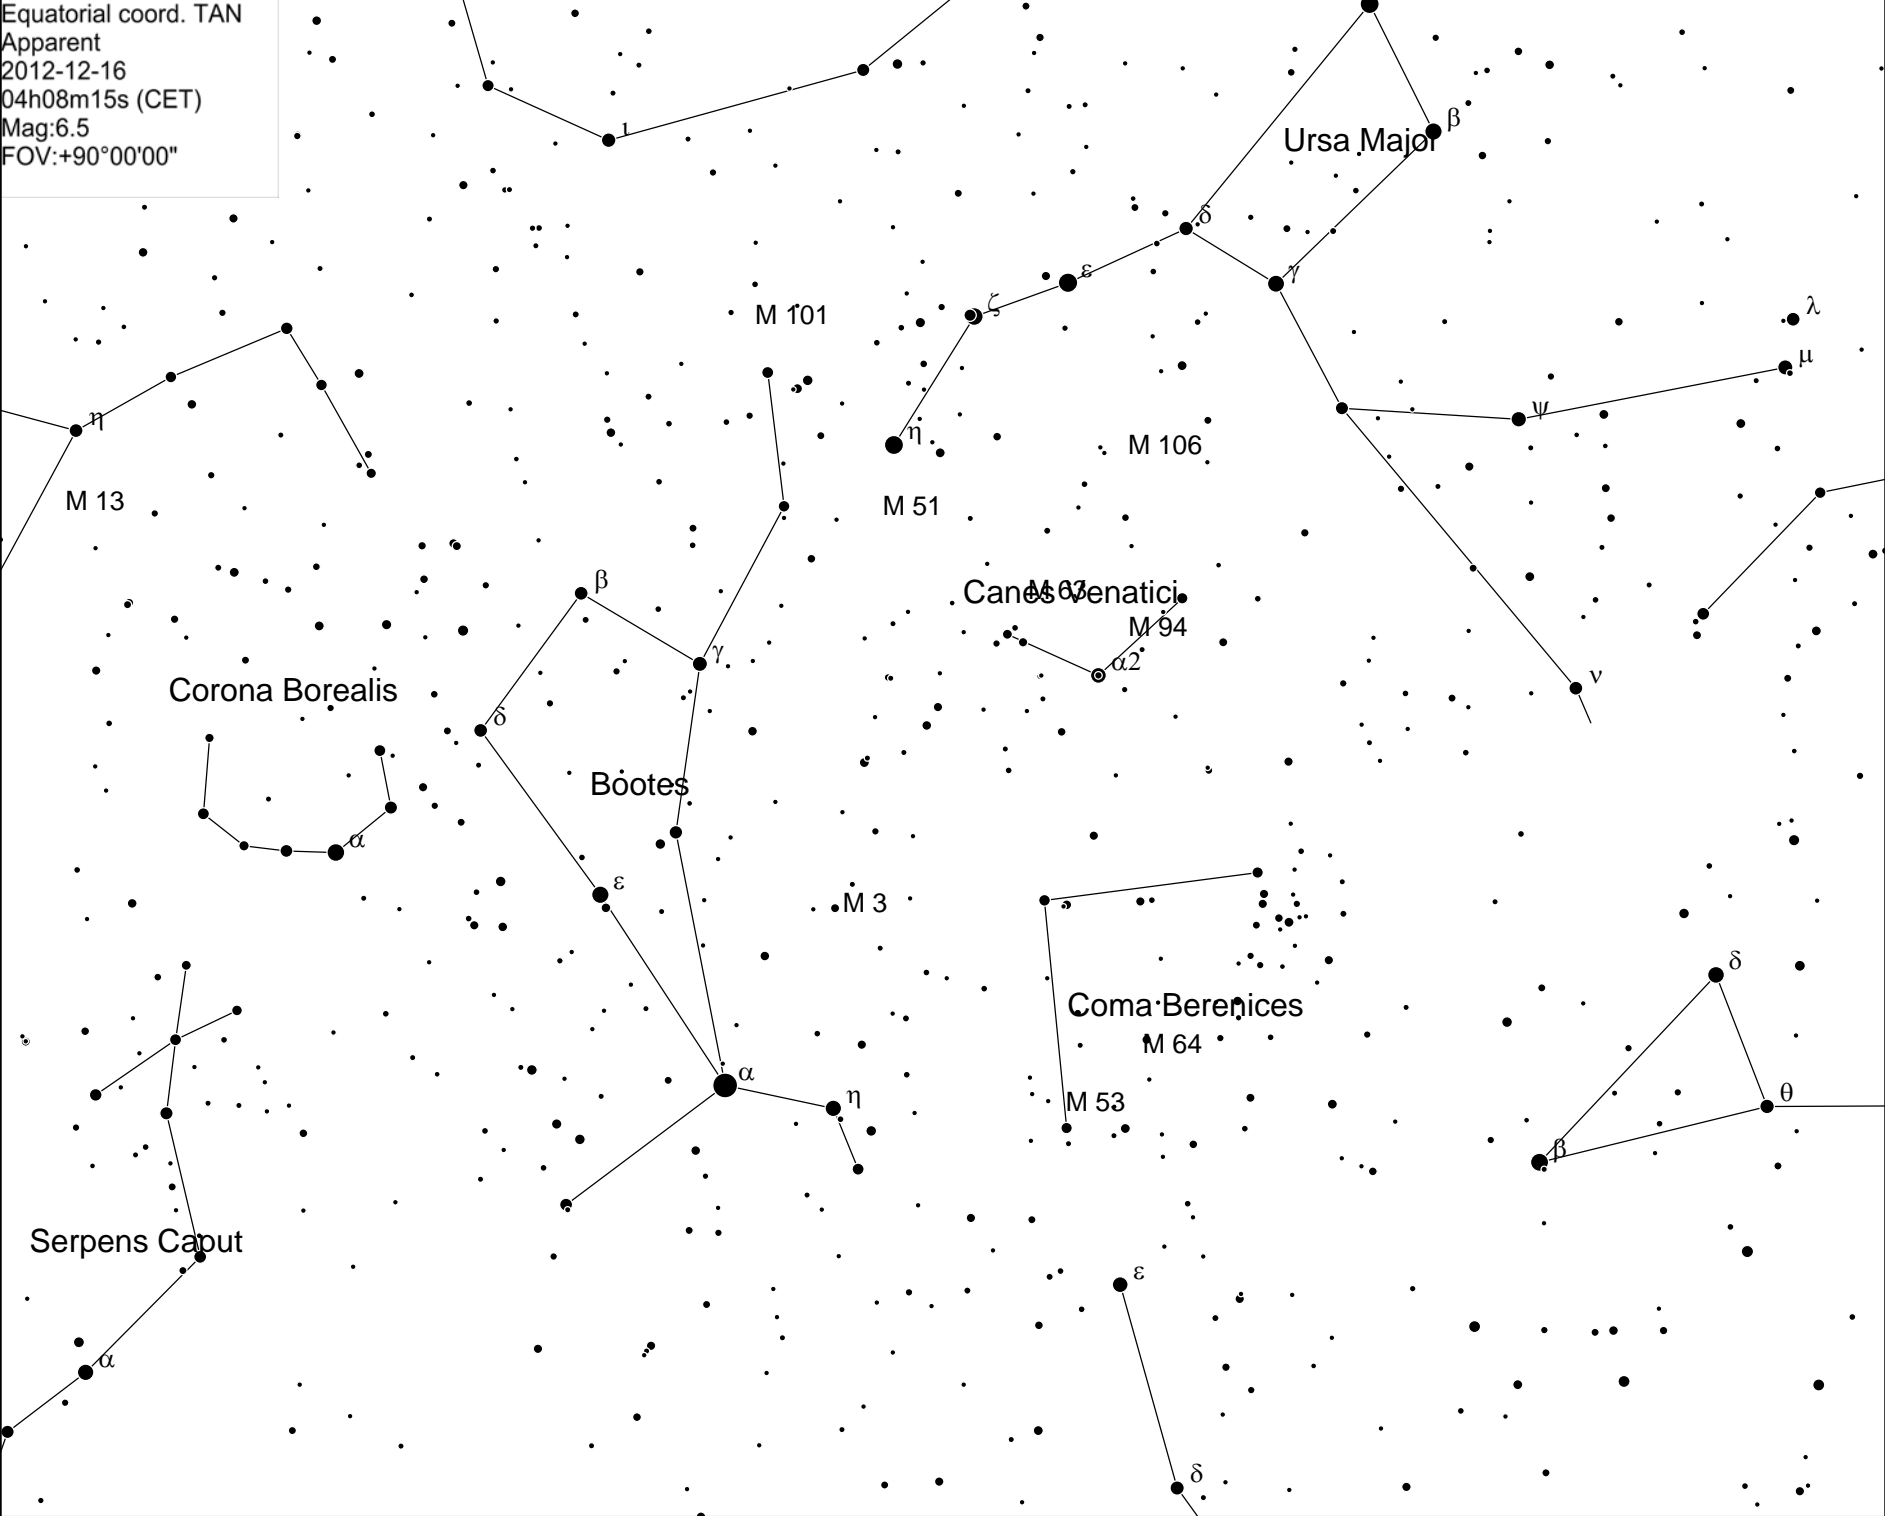 Equatorial coord. TAN
Apparent
2012-12-16
04h08m15s (CET)
Mag:6.5
FOV:+90°00'00"
ι
β
Ursa Major
δ
ε
γ
ζ
M 101
λ
μ
ψ
η
η
M 106
M 13
M 51
β
Canes Venatici
M 63
M 94
γ
α2
ν
Corona Borealis
δ
Bootes
α
ε
M 3
δ
Coma Berenices
M 64
α
η
M 53
θ
β
Serpens Caput
ε
α
δ